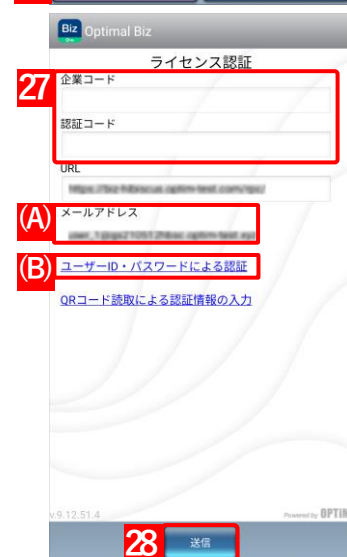 Biz
Optimal Biz
ライセンス認証
27
企業コード
認証コード
URL
(A)
メールアドレス
(B)
ユーザーID・パスワードによる認証
QRコード読取による認証情報の入力
v.9.12.51.4
Powered by OPTiM
28
送信